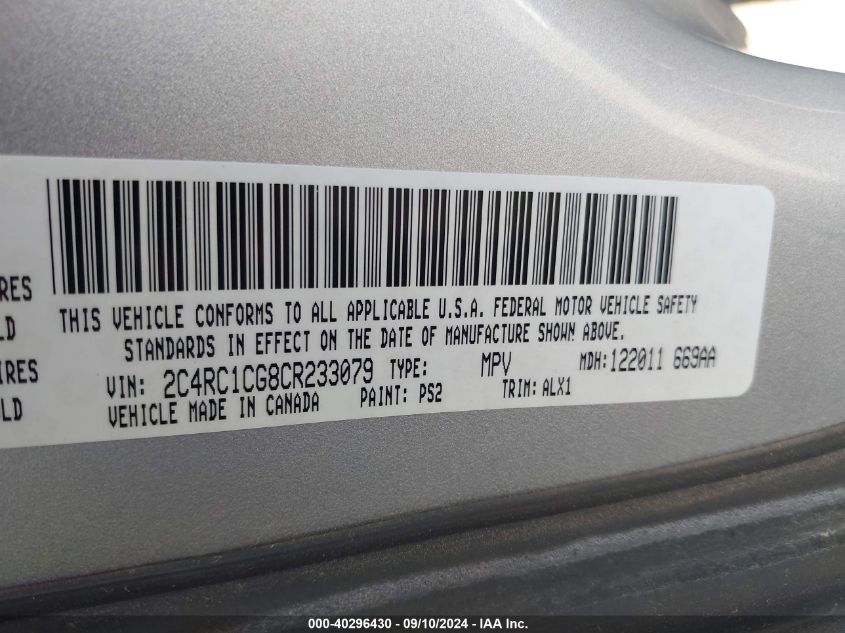 RES
LD
IRES
LD
THIS VEHICLE CONFORMS TO ALL APPLICABLE U.S.A. FEDERAL MOTOR VEHICLE SAFETY
STANDARDS IN EFFECT ON THE DATE OF MANUFACTURE SHOWN ABOVE.
VIN: 2C4RC1CG8CR233079 TYPE: MPV MDH:122011 669AA
VEHICLE MADE IN CANADA PAINT: PS2 TRIM: ALX1
000-40296430 - 09/10/2024 - IAA Inc.